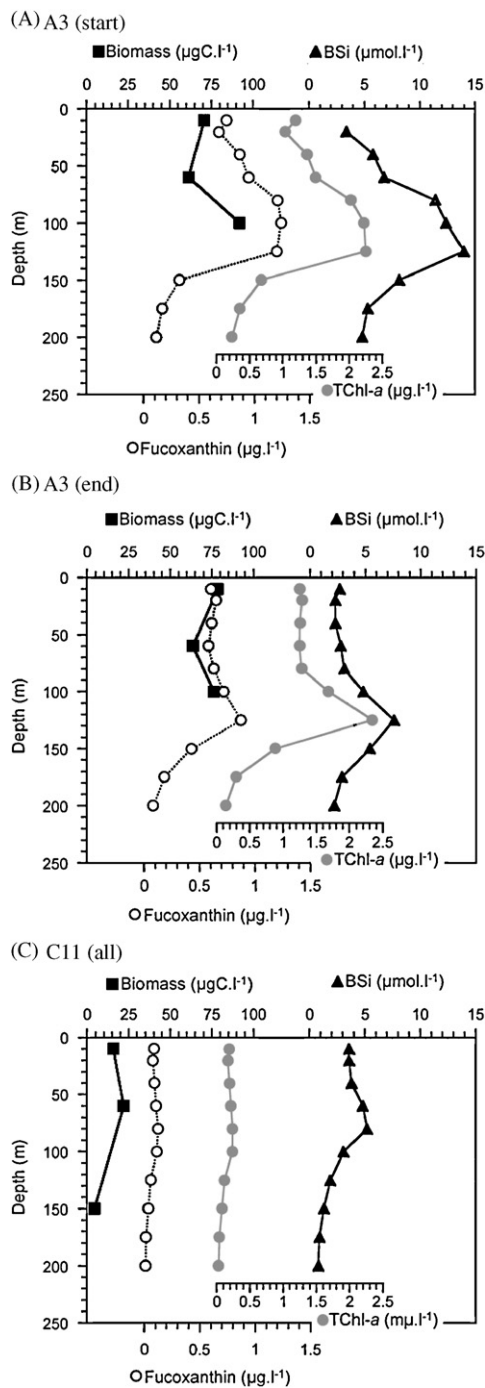 (A) A3 (start)
■Biomass (µgC.l-1) ▲BSi (µmol.l-1)
0 25 50 75 100 0 5 10 15
0
50
100
150
200
250
Depth (m)
0 0.5 1 1.5 2 2.5
●TChl-a (µg.l-1)
0 0.5 1 1.5
OFucoxanthin (µg.l-1)
(B) A3 (end)
■Biomass (µgC.l-1) ▲BSi (µmol.l-1)
0 25 50 75 100 0 5 10 15
0
50
100
150
200
250
Depth (m)
0 0.5 1 1.5 2 2.5
●TChl-a (µg.l-1)
0 0.5 1 1.5
OFucoxanthin (µg.l-1)
(C) C11 (all)
■Biomass (µgC.l-1) ▲BSi (µmol.l-1)
0 25 50 75 100 0 5 10 15
0
50
100
150
200
250
Depth (m)
0 0.5 1 1.5 2 2.5
●TChl-a (mµ.l-1)
0 0.5 1 1.5
OFucoxanthin (µg.l-1)